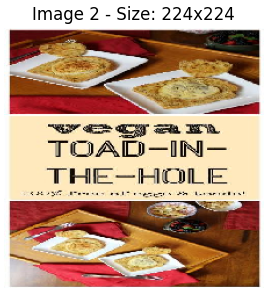 Image 2 - Size: 224x224
vegan
TOAD-IN-
THE-HOLE